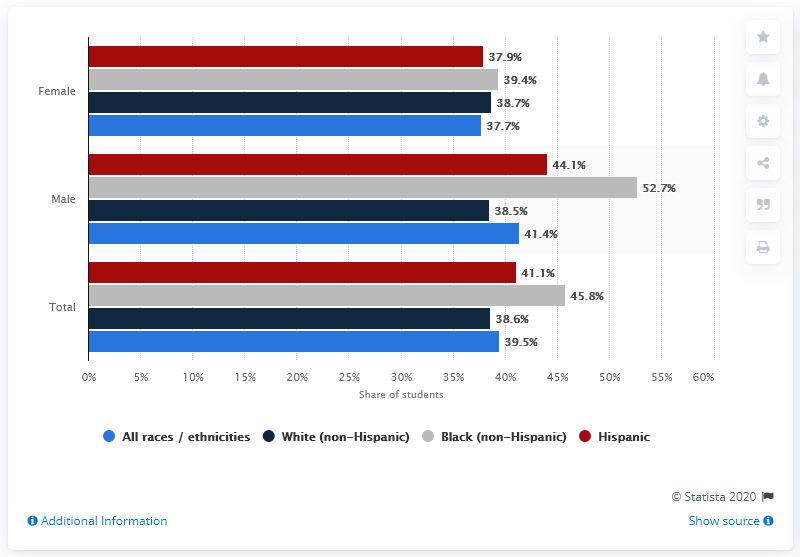 37.9%
Female
39.4%
38.7%
37.7%
44.1%
Male
52.7%
38.5%
41.4%
41.1%
Total
45.8%
38.6%
39.5%
0% 5% 10% 15% 20% 25% 30% 35% 40% 45% 50% 55% 60%
Share of students
All races / ethnicities White (non-Hispanic) Black (non-Hispanic) Hispanic
© Statista 2020
Additional Information Show source